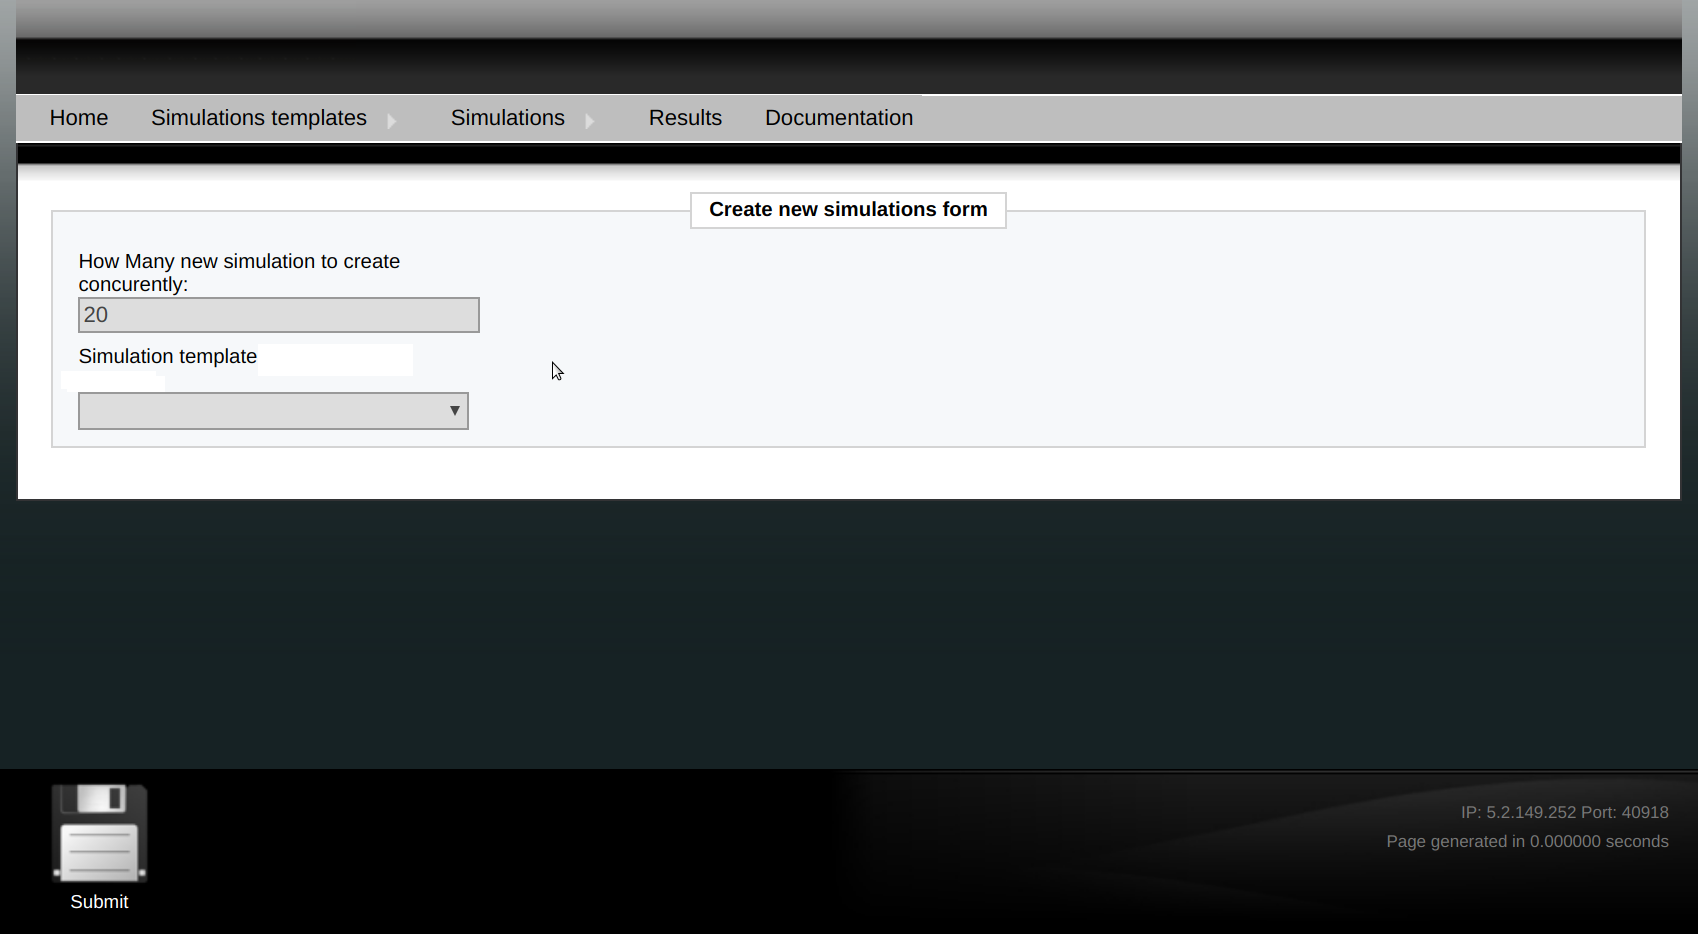 Home Simulations templates Simulations Results Documentation
Create new simulations form
How Many new simulation to create
concurently:
20
Simulation template
IP: 5.2.149.252 Port: 40918
Page generated in 0.000000 seconds
Submit